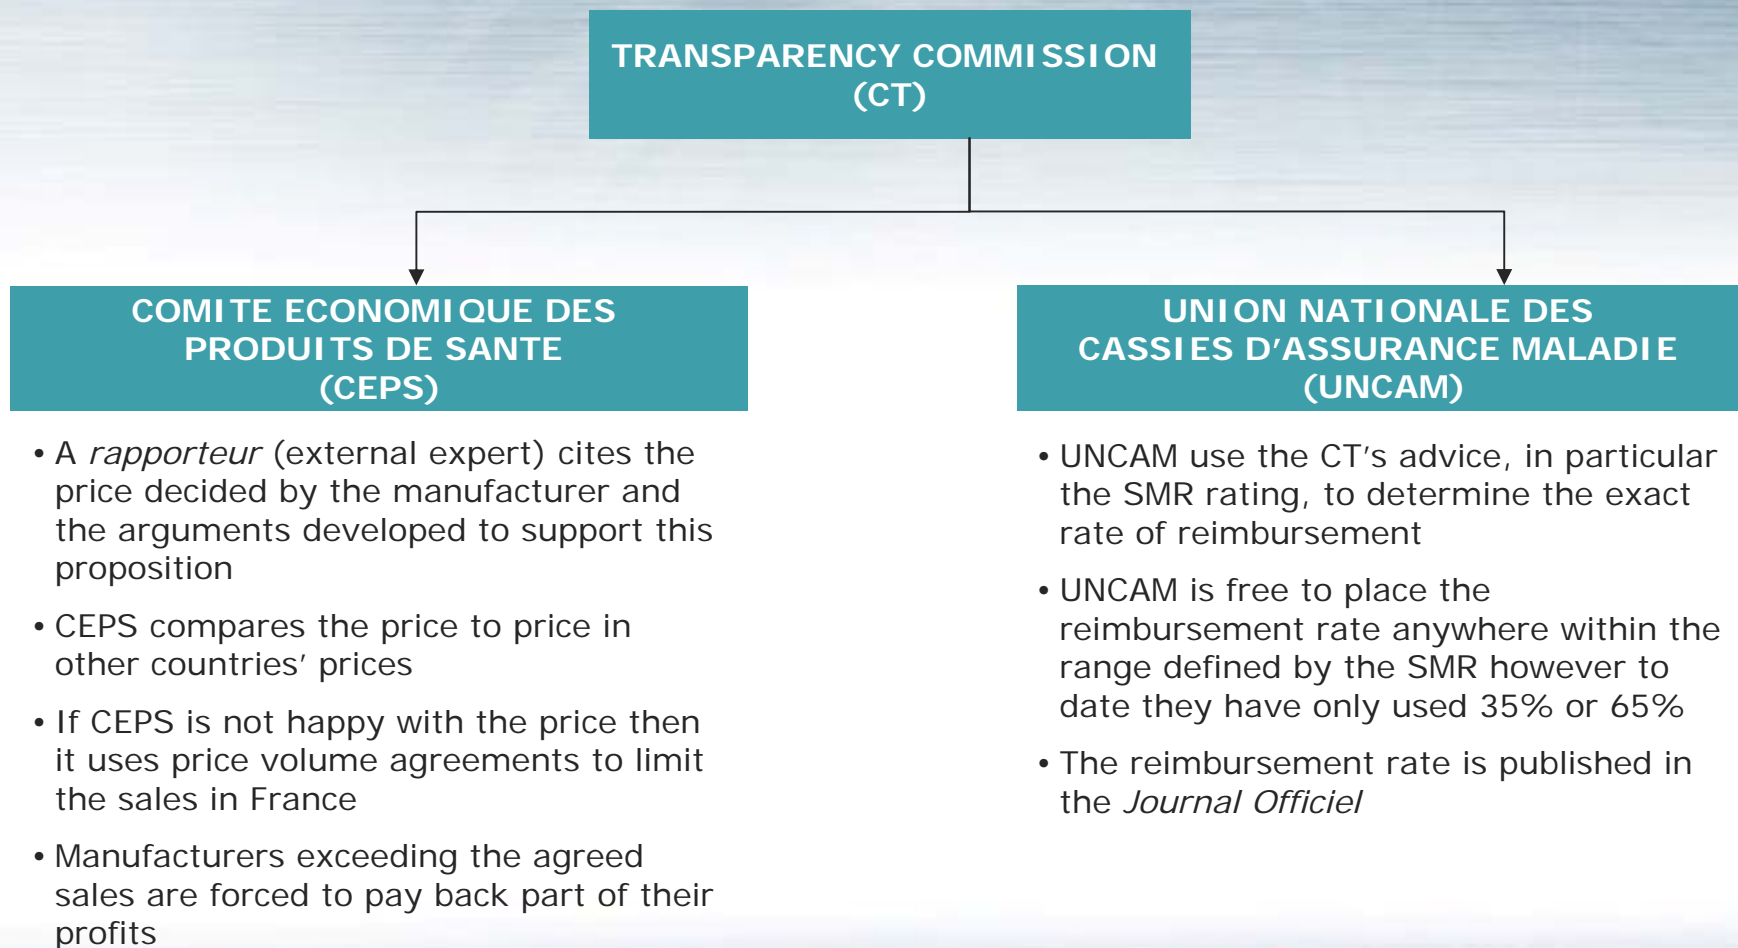 TRANSPARENCY COMMISSION
(CT)
COMITE ECONOMIQUE DES
PRODUITS DE SANTE
(CEPS)
• A rapporteur (external expert) cites the
price decided by the manufacturer and
the arguments developed to support this
proposition
• CEPS compares the price to price in
other countries’ prices
• If CEPS is not happy with the price then
it uses price volume agreements to limit
the sales in France
• Manufacturers exceeding the agreed
sales are forced to pay back part of their
profits
UNION NATIONALE DES
CASSIES D’ASSURANCE MALADIE
(UNCAM)
• UNCAM use the CT’s advice, in particular
the SMR rating, to determine the exact
rate of reimbursement
• UNCAM is free to place the
reimbursement rate anywhere within the
range defined by the SMR however to
date they have only used 35% or 65%
• The reimbursement rate is published in
the Journal Officiel